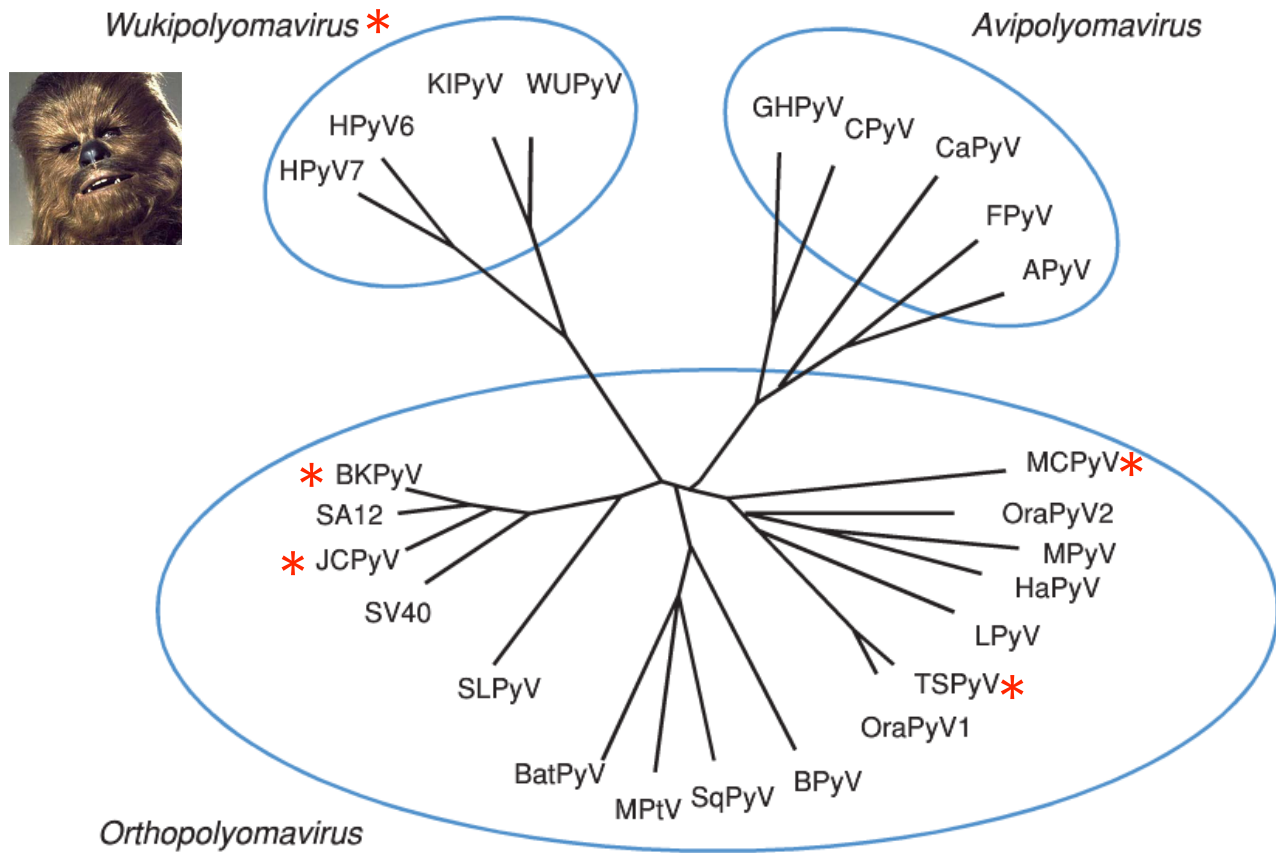 Wukipolyomavirus *
Avipolyomavirus
KIPyV
WUPyV
HPyV6
HPyV7
GHPyV
CPyV
CaPyV
FPyV
APyV
* BKPyV
SA12
* JCPyV
SV40
SLPyV
BatPyV
MPtV
SqPyV
BPyV
MCPyV*
OraPyV2
MPyV
HaPyV
LPyV
TSPyV*
OraPyV1
Orthopolyomavirus